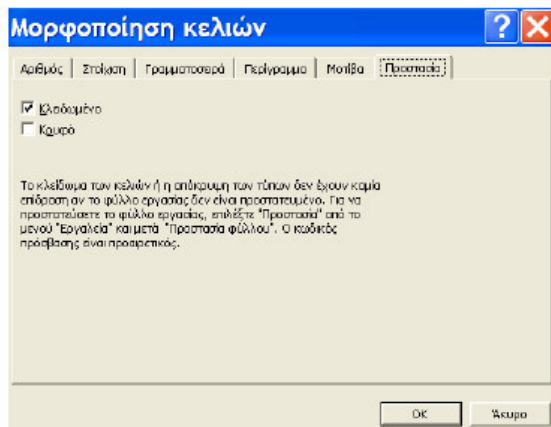 Μορφοποίηση κελιών
Αριθμός Στοίχιση Γραμματοσειρά Περίγραμμα Μοτίβα Προστασία
Κλειδωμένο
Κρυφό
Το κλείδωμα των κελιών ή η απόκρυψη των τύπων δεν έχουν καμία
επίδραση αν το φύλλο εργασίας δεν είναι προστατευμένο. Για να
προστατεύσετε το φύλλο εργασίας, επιλέξτε "Προστασία" από το
μενού "Εργαλεία" και μετά "Προστασία φύλλου". Ο κωδικός
πρόσβασης είναι προαιρετικός.
OK Άκυρο